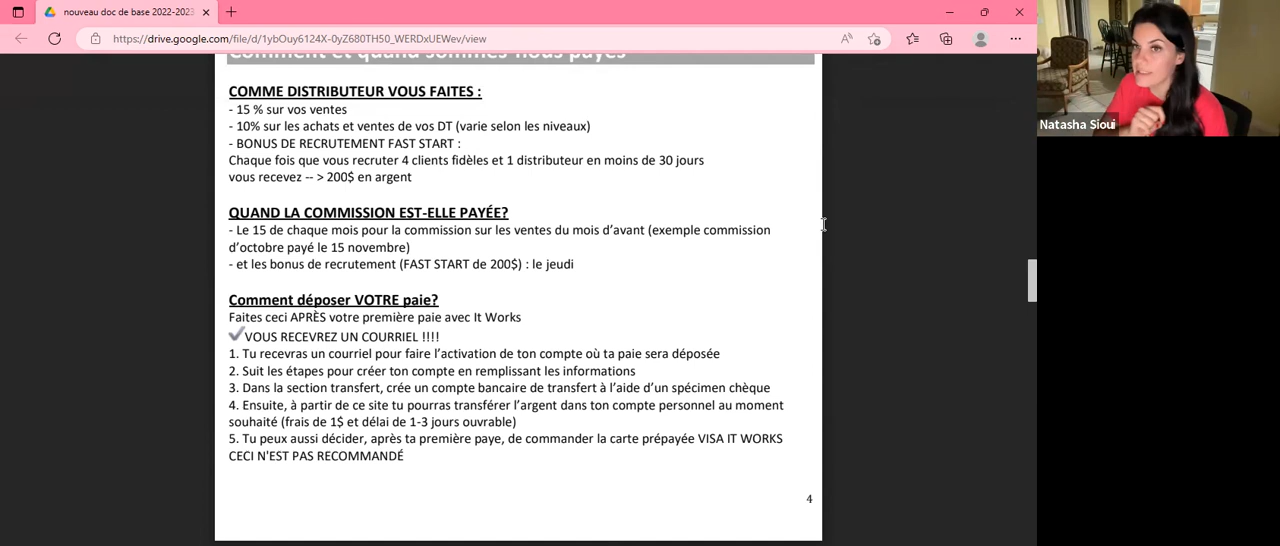 nouveau doc de base 2022-2023
https://drive.google.com/file/d/1ybOuy6124X-0yZ680TH50_WERDxUEWev/view
Comment et quand sommes-nous payés
COMME DISTRIBUTEUR VOUS FAITES :
- 15 % sur vos ventes
- 10% sur les achats et ventes de vos DT (varie selon les niveaux)
- BONUS DE RECRUTEMENT FAST START :
Chaque fois que vous recruter 4 clients fidèles et 1 distributeur en moins de 30 jours
vous recevez -- > 200$ en argent
QUAND LA COMMISSION EST-ELLE PAYÉE?
- Le 15 de chaque mois pour la commission sur les ventes du mois d’avant (exemple commission
d’octobre payé le 15 novembre)
- et les bonus de recrutement (FAST START de 200$) : le jeudi
Comment déposer VOTRE paie?
Faites ceci APRÈS votre première paie avec It Works
VOUS RECEVREZ UN COURRIEL !!!!
1. Tu recevras un courriel pour faire l’activation de ton compte où ta paie sera déposée
2. Suit les étapes pour créer ton compte en remplissant les informations
3. Dans la section transfert, crée un compte bancaire de transfert à l’aide d’un spécimen chèque
4. Ensuite, à partir de ce site tu pourras transférer l’argent dans ton compte personnel au moment
souhaité (frais de 1$ et délai de 1-3 jours ouvrable)
5. Tu peux aussi décider, après ta première paye, de commander la carte prépayée VISA IT WORKS
CECI N'EST PAS RECOMMANDÉ
4
Natasha Sioui